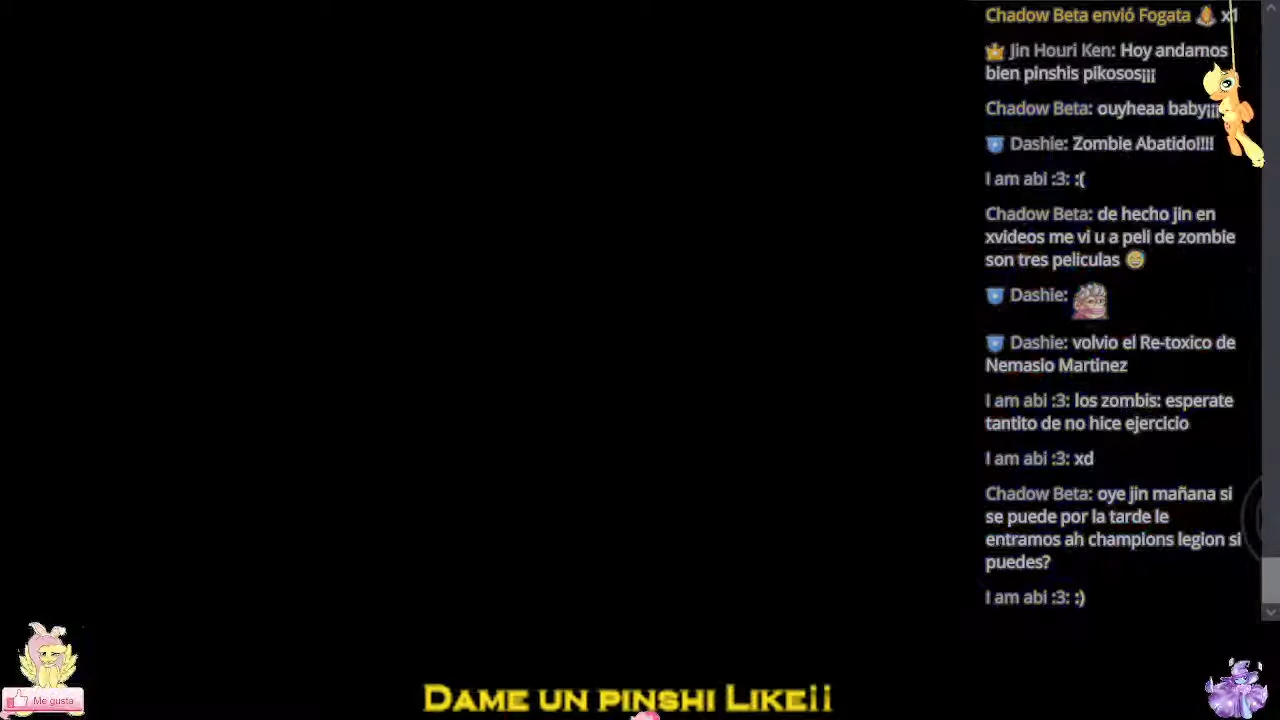 Chadow Beta envió Fogata x1
Jin Houri Ken: Hoy andamos
bien pinshis pikosos¡¡¡
Chadow Beta: ouyheaa baby¡¡¡
Dashie: Zombie Abatido!!!!
I am abi :3: :(
Chadow Beta: de hecho jin en
xvideos me vi u a peli de zombie
son tres peliculas
Dashie:
Dashie: volvio el Re-toxico de
Nemasio Martinez
I am abi :3: los zombis: esperate
tantito de no hice ejercicio
I am abi :3: xd
Chadow Beta: oye jin mañana si
se puede por la tarde le
entramos ah champions legion si
puedes?
I am abi :3: :)
Me gusta
Dame un pinshi Like¡¡